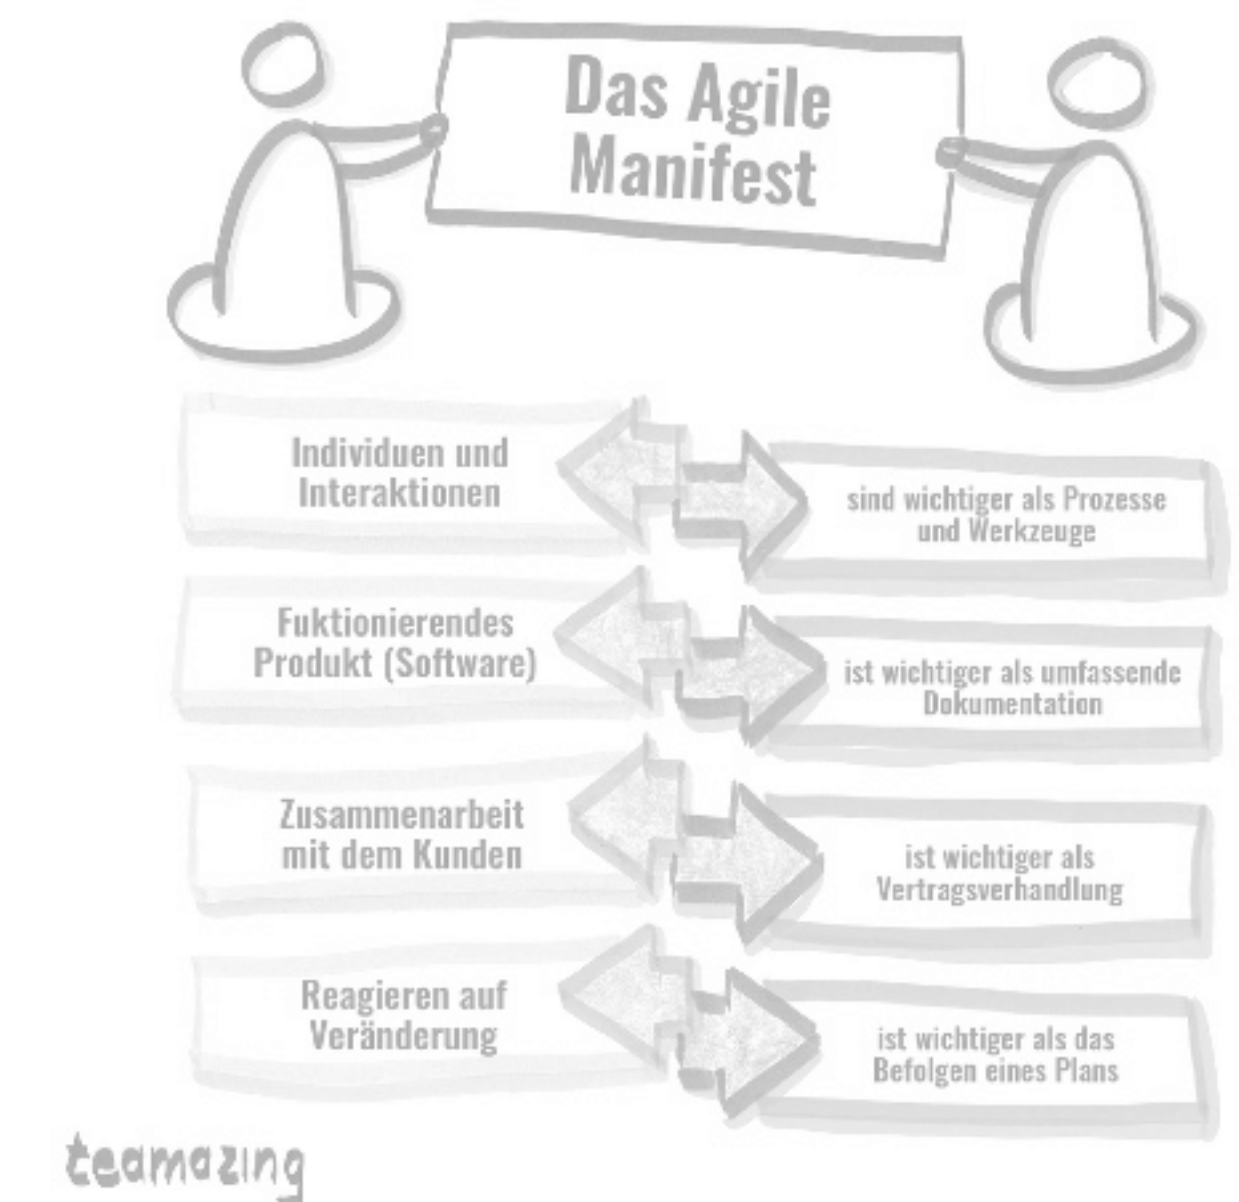 Das Agile
Manifest
Individuen und
Interaktionen
sind wichtiger als Prozesse
und Werkzeuge
Fuktionierendes
Produkt (Software)
ist wichtiger als umfassende
Dokumentation
Zusammenarbeit
mit dem Kunden
ist wichtiger als
Vertragsverhandlung
Reagieren auf
Veränderung
ist wichtiger als das
Befolgen eines Plans
teamazing